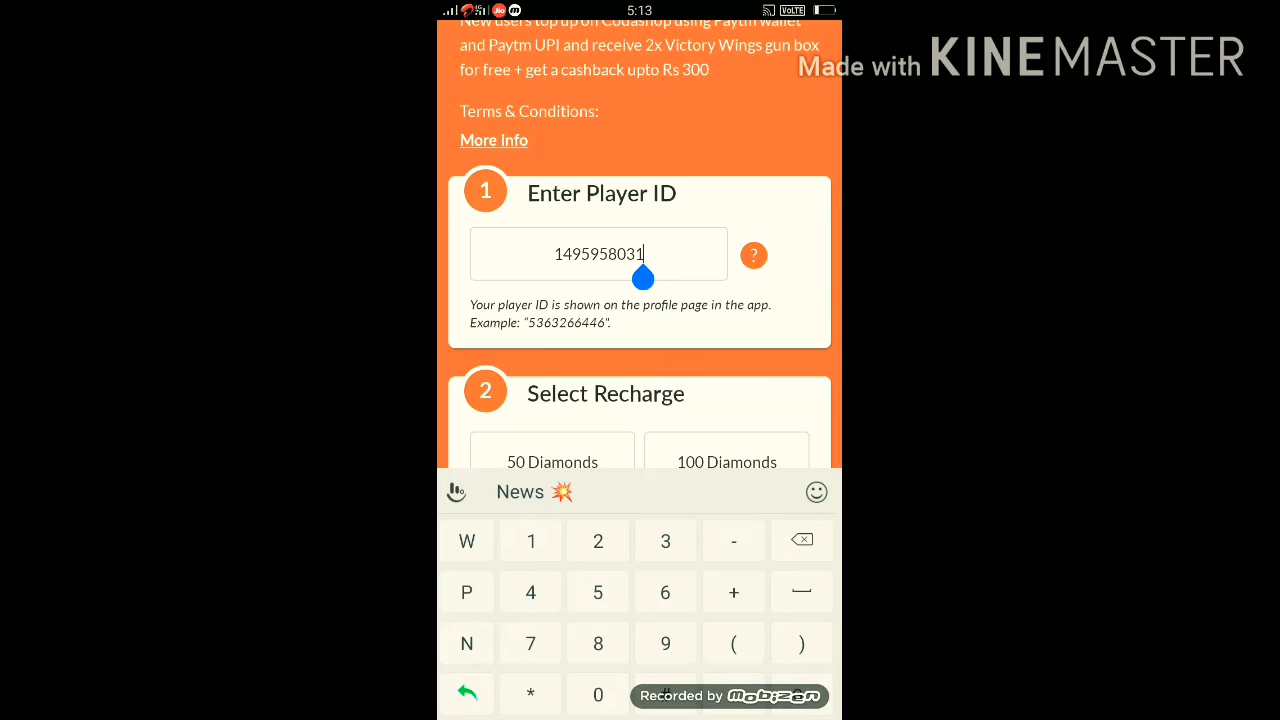 5:13
VoLTE
New users top up on Codashop using Paytm wallet
and Paytm UPI and receive 2x Victory Wings gun box
for free + get a cashback upto Rs 300
Made with KINEMASTER
Terms & Conditions:
More Info
1
Enter Player ID
1495958031
?
Your player ID is shown on the profile page in the app.
Example: "5363266446".
2
Select Recharge
50 Diamonds
100 Diamonds
News 💥
W 1 2 3 -
P 4 5 6 +
N 7 8 9 ( )
* 0
Recorded by mobizen